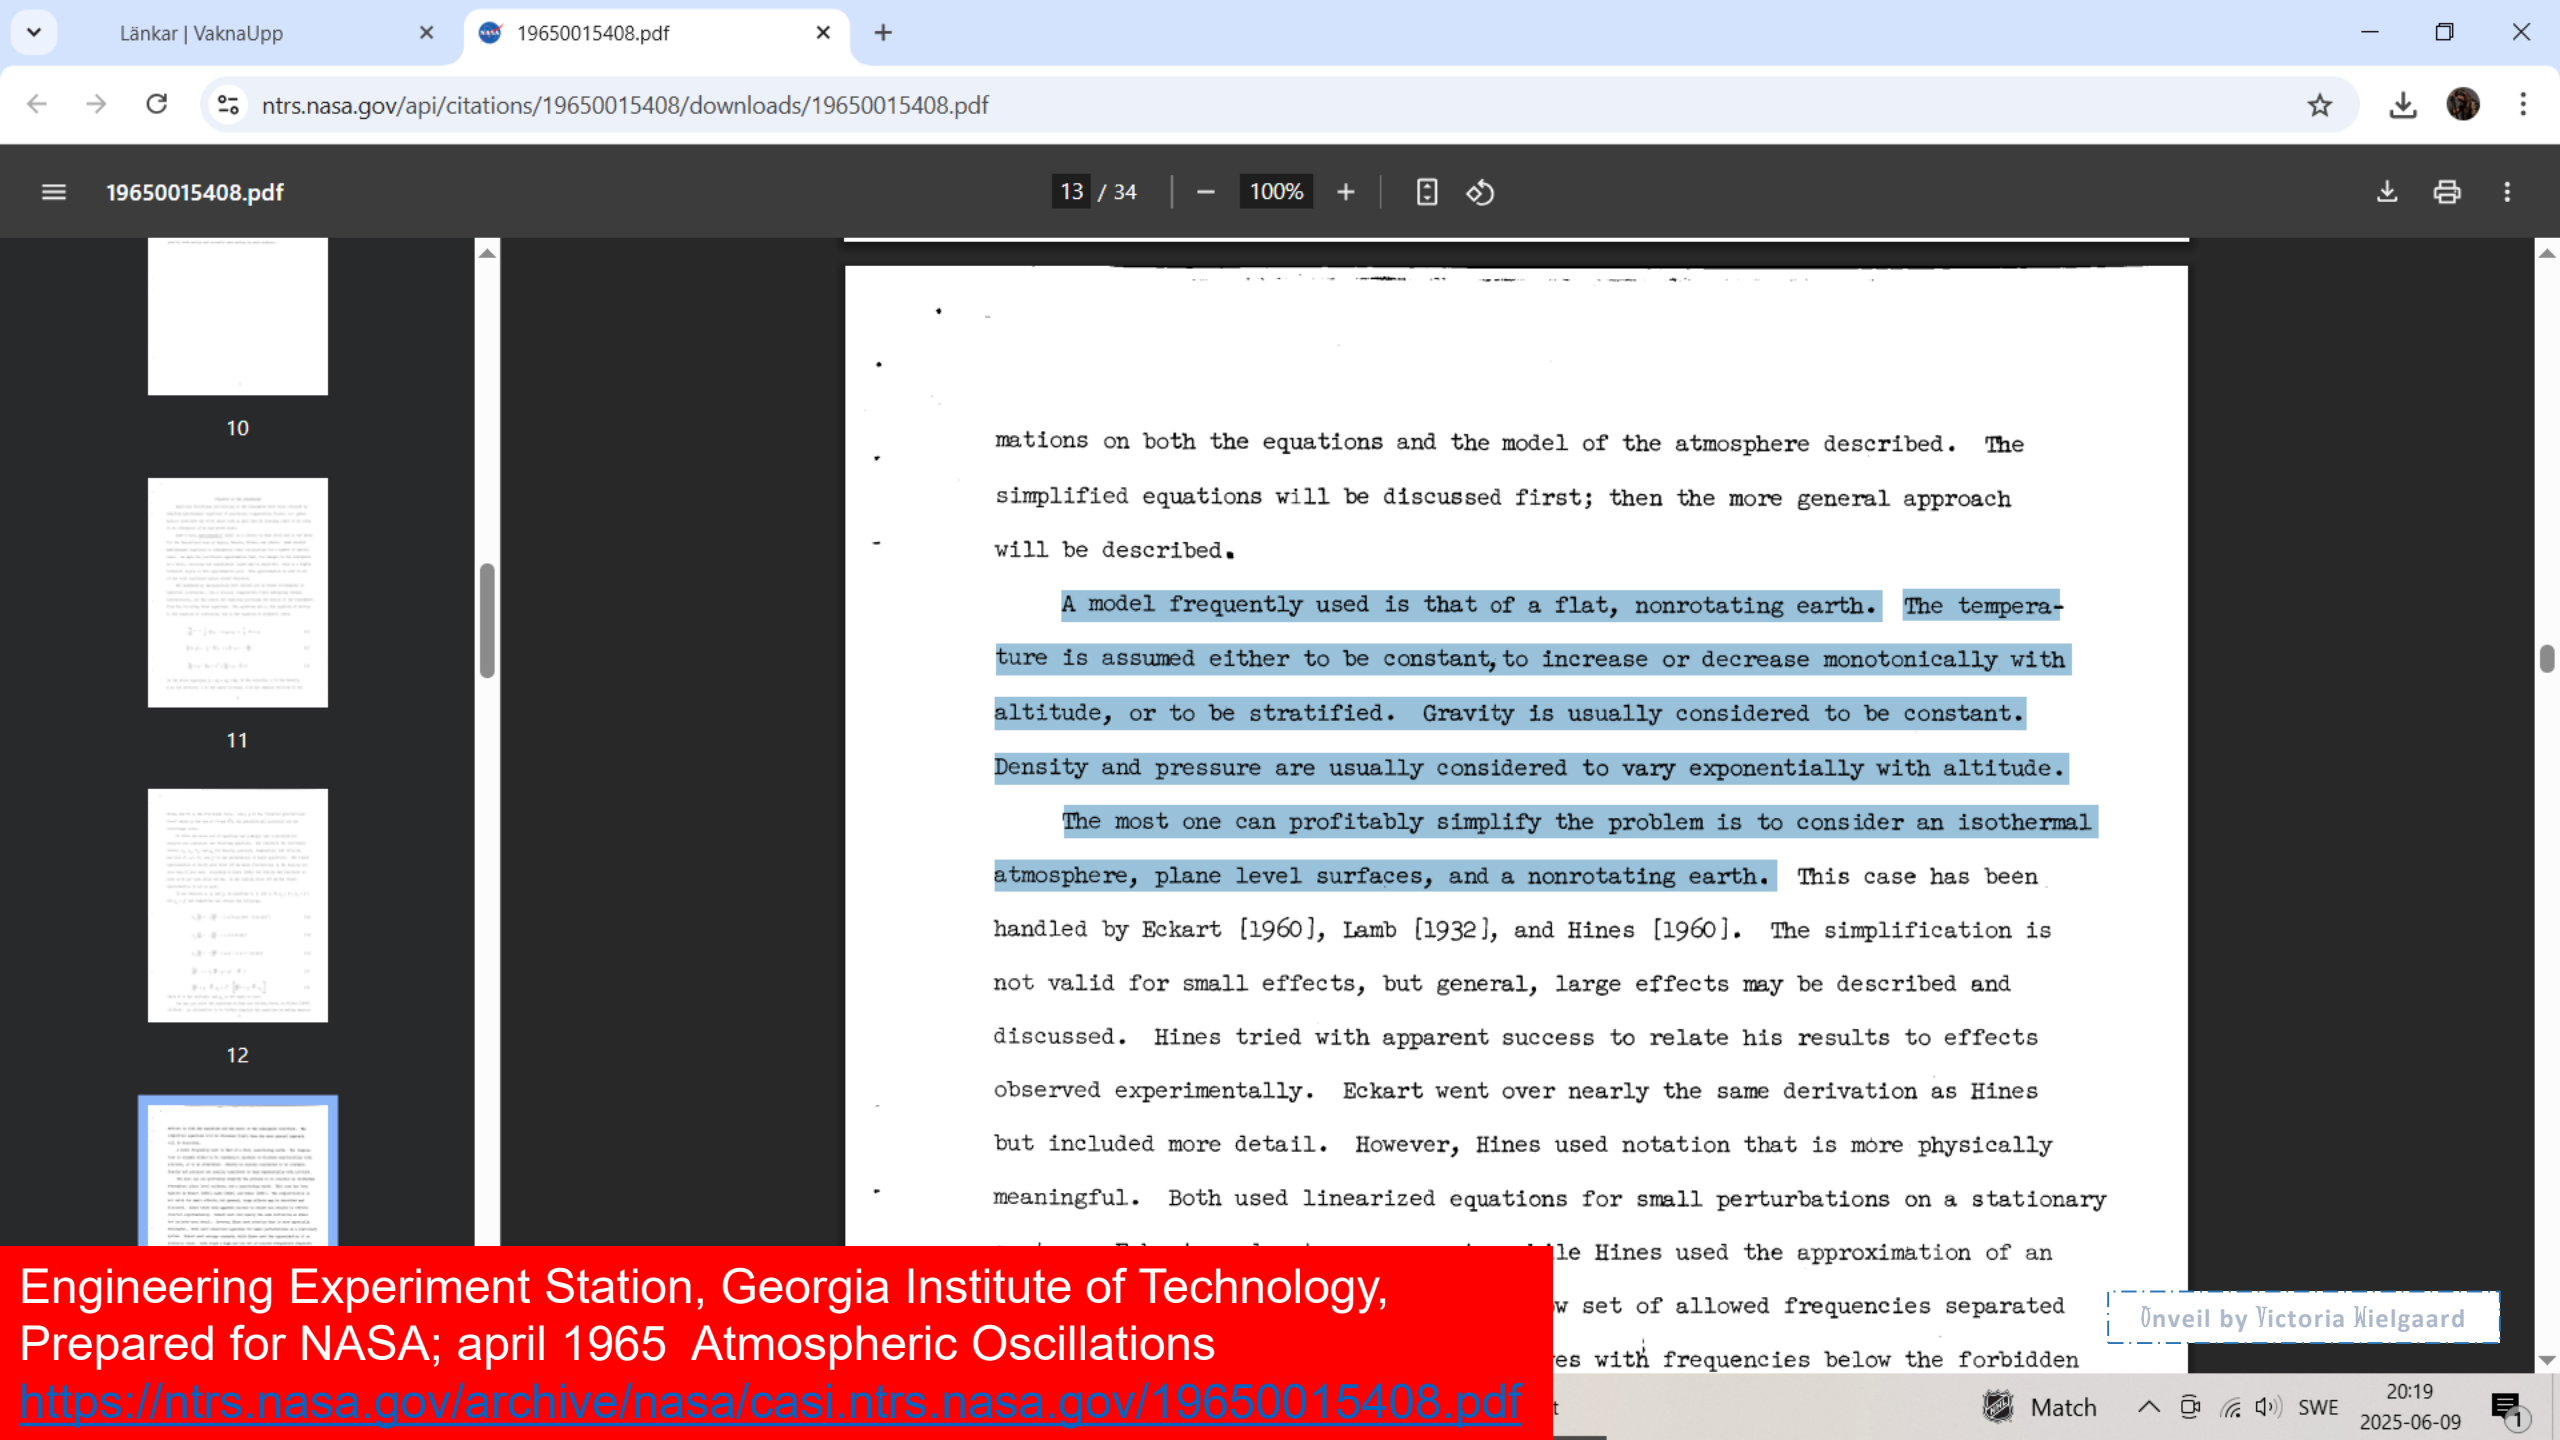 Länkar | VaknaUpp
19650015408.pdf
ntrs.nasa.gov/api/citations/19650015408/downloads/19650015408.pdf
19650015408.pdf
13 / 34
100%
10
11
12
mations on both the equations and the model of the atmosphere described. The
simplified equations will be discussed first; then the more general approach
will be described.
A model frequently used is that of a flat, nonrotating earth. The tempera-
ture is assumed either to be constant, to increase or decrease monotonically with
altitude, or to be stratified. Gravity is usually considered to be constant.
Density and pressure are usually considered to vary exponentially with altitude.
The most one can profitably simplify the problem is to consider an isothermal
atmosphere, plane level surfaces, and a nonrotating earth. This case has been
handled by Eckart [1960], Lamb [1932], and Hines [1960]. The simplification is
not valid for small effects, but general, large effects may be described and
discussed. Hines tried with apparent success to relate his results to effects
observed experimentally. Eckart went over nearly the same derivation as Hines
but included more detail. However, Hines used notation that is more physically
meaningful. Both used linearized equations for small perturbations on a stationary
Hines used the approximation of an
set of allowed frequencies separated
with frequencies below the forbidden
Engineering Experiment Station, Georgia Institute of Technology,
Prepared for NASA; april 1965 Atmospheric Oscillations
https://ntrs.nasa.gov/archive/nasa/casi.ntrs.nasa.gov/19650015408.pdf
Unveil by Victoria Wielgaard
Match
SWE
20:19
2025-06-09
1